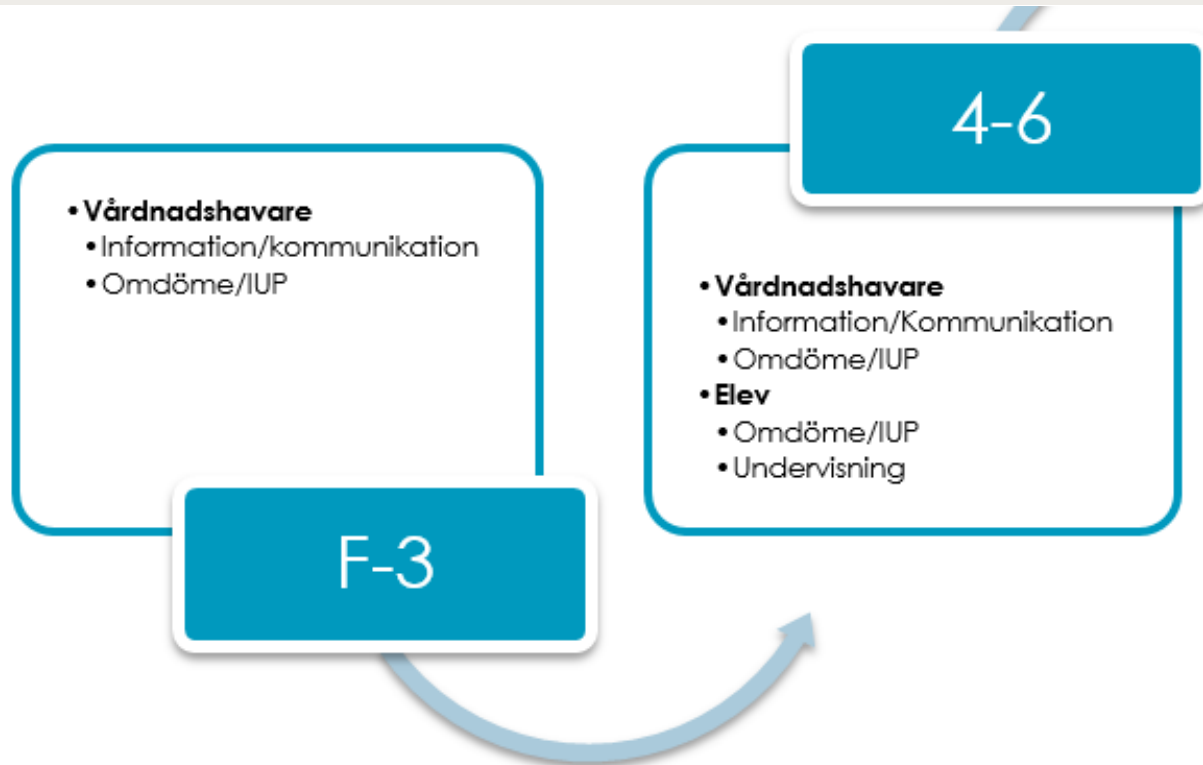 • Vårdnadshavare
• Information/kommunikation
• Omdöme/IUP
F-3
4-6
• Vårdnadshavare
• Information/Kommunikation
• Omdöme/IUP
• Elev
• Omdöme/IUP
• Undervisning